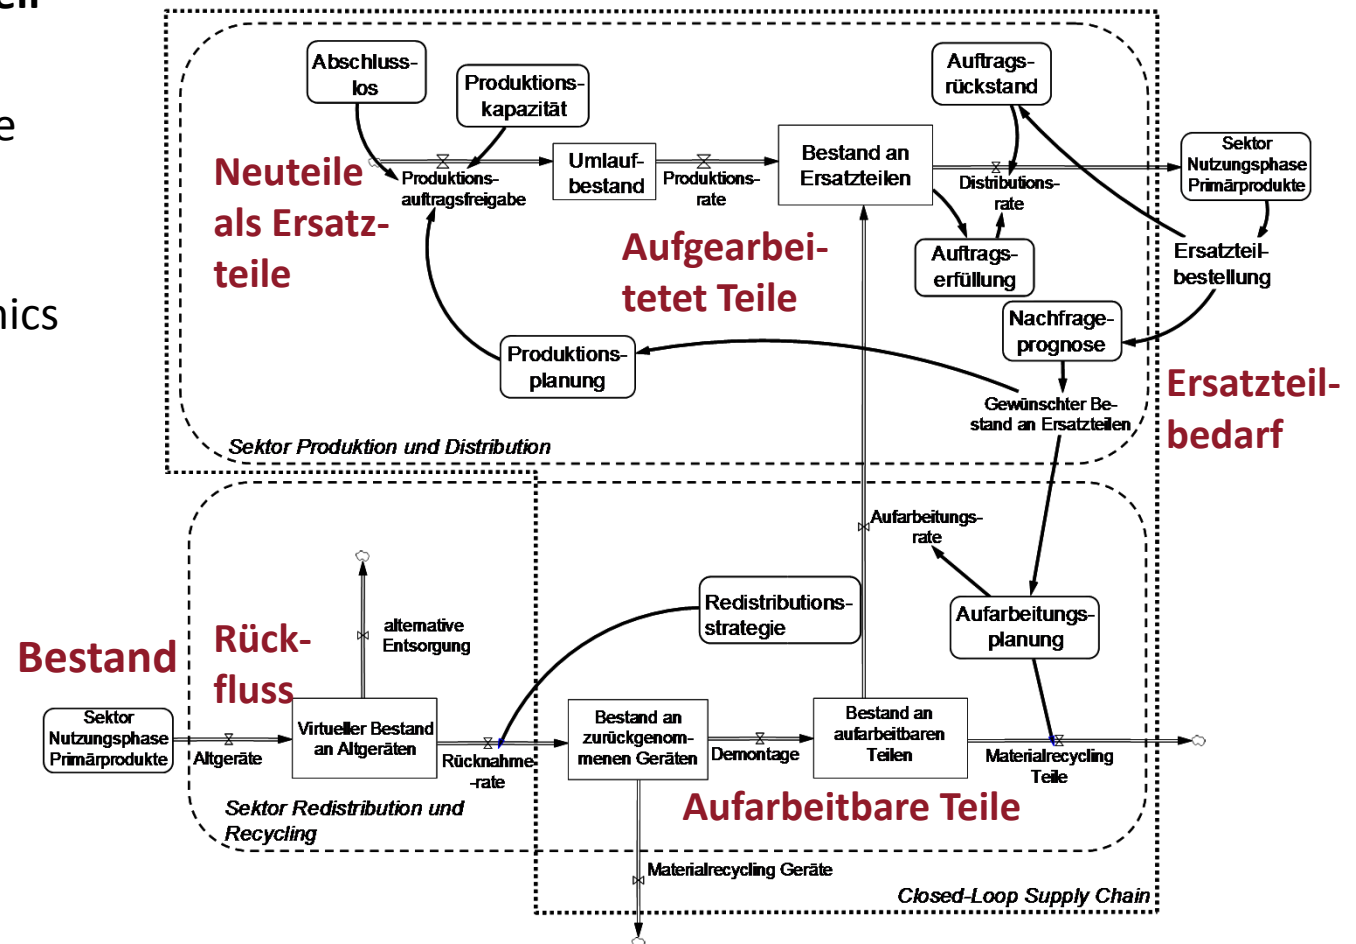 Abschluss-
los
Produktions-
kapazität
Auftrags-
rückstand
e
Neuteile
als Ersatz-
teile
Produktions-
auftragsfreigabe
Umlauf-
bestand
Produktions-
rate
Bestand an
Ersatzteilen
Distributions-
rate
Sektor
Nutzungsphase
Primärprodukte
Aufgearbei-
tetet Teile
Auftrags-
erfüllung
Ersatzteil-
bestellung
nics
Nachfrage-
prognose
Produktions-
planung
Gewünschter Be-
stand an Ersatzteilen
Ersatzteil-
bedarf
Sektor Produktion und Distribution
Aufarbeitungs-
rate
Redistributions-
strategie
Aufarbeitungs-
planung
alternative
Entsorgung
Bestand
Rück-
fluss
Sektor
Nutzungsphase
Primärprodukte
Altgeräte
Virtueller Bestand
an Altgeräten
Rücknahme
-rate
Bestand an
zurückgenom-
menen Geräten
Demontage
Bestand an
aufarbeitbaren
Teilen
Materialrecycling
Teile
Sektor Redistribution und
Recycling
Aufarbeitbare Teile
Materialrecycling Geräte
Closed-Loop Supply Chain